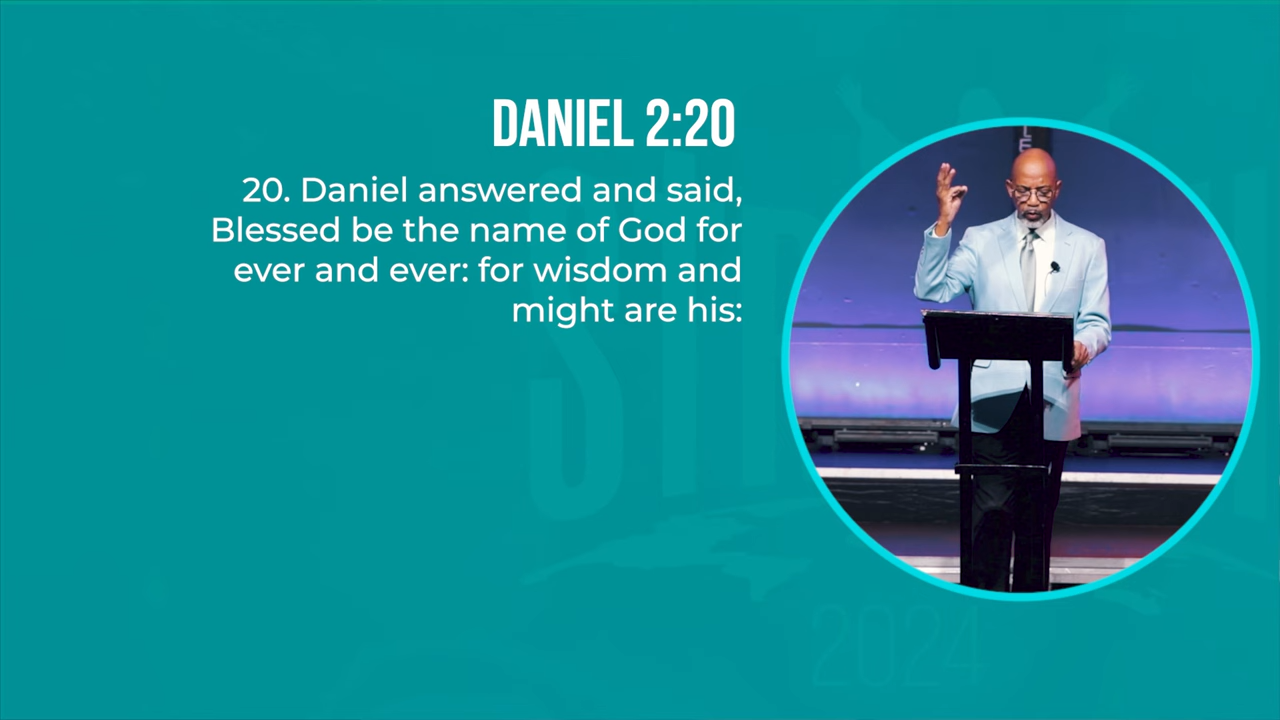 DANIEL 2:20
20. Daniel answered and said,
Blessed be the name of God for
ever and ever: for wisdom and
might are his:
2024